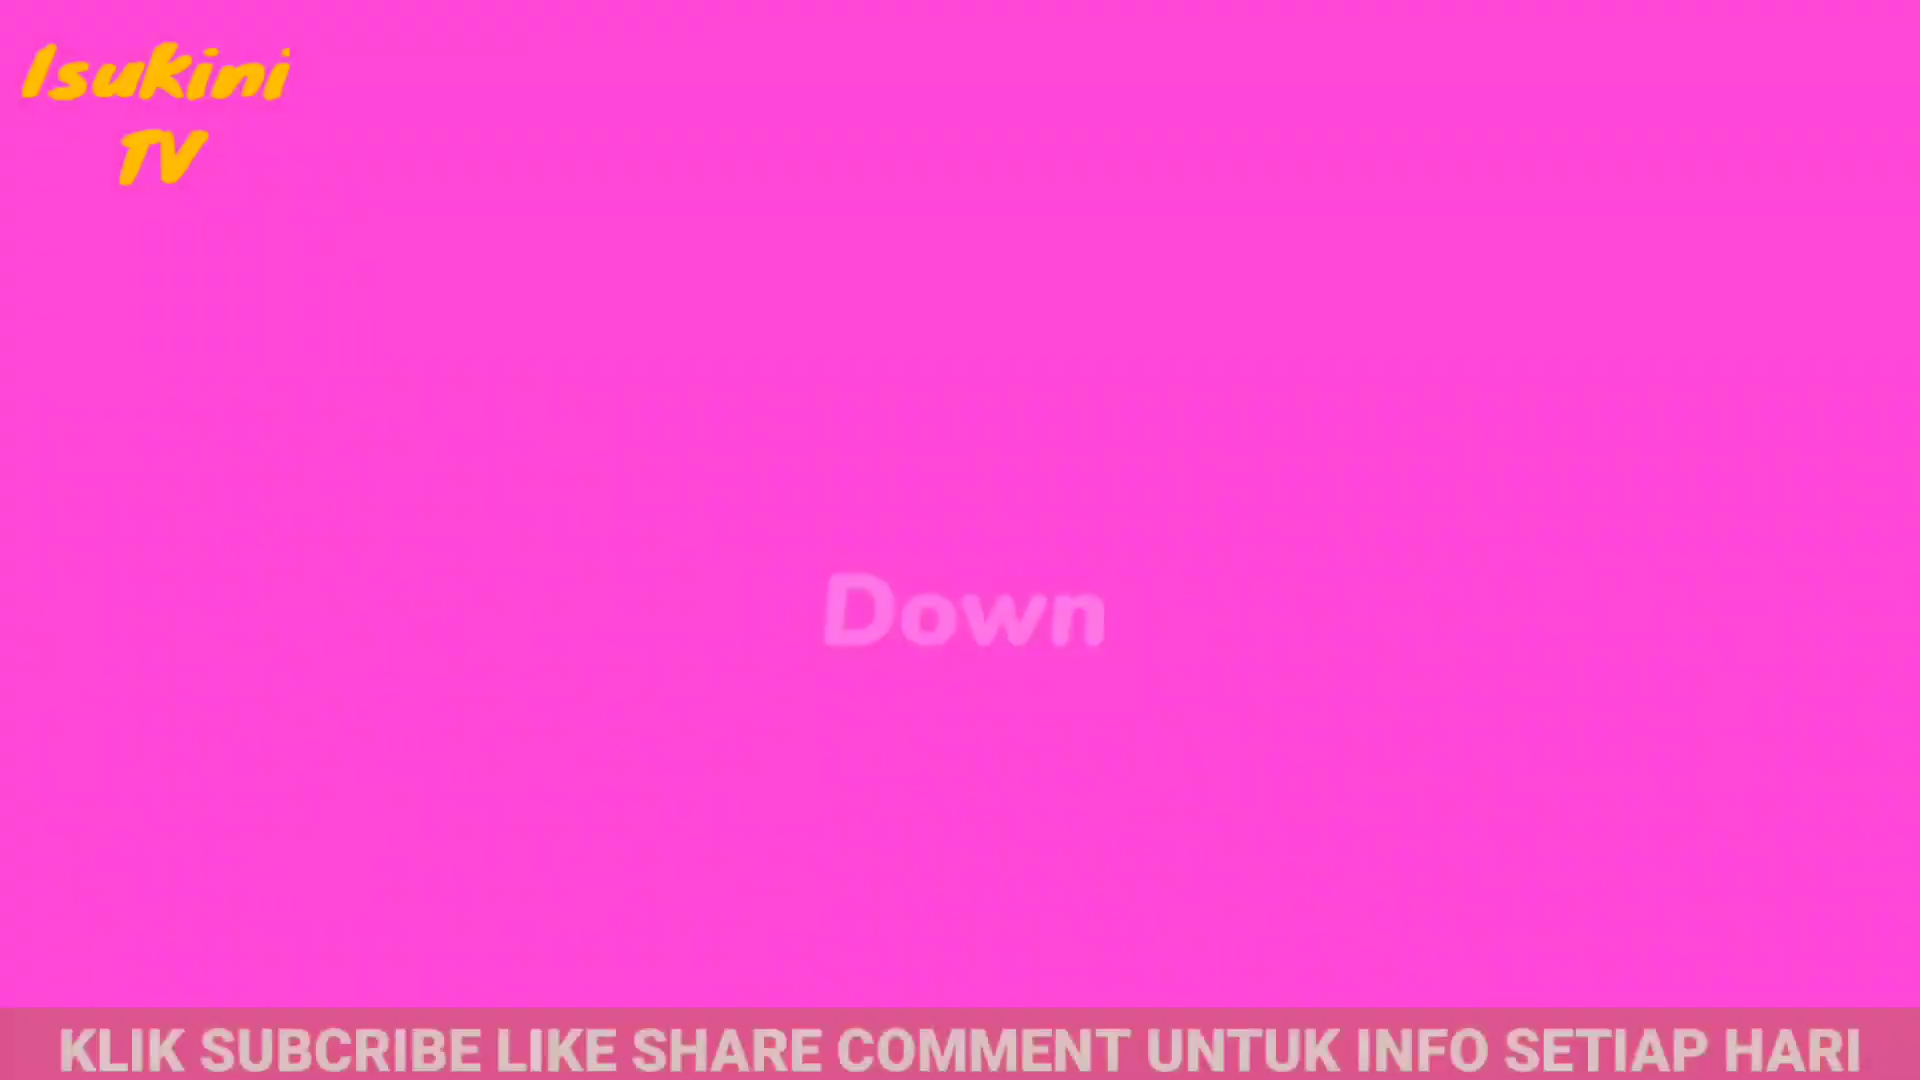 Isukini
TV
Down
KLIK SUBCRIBE LIKE SHARE COMMENT UNTUK INFO SETIAP HARI